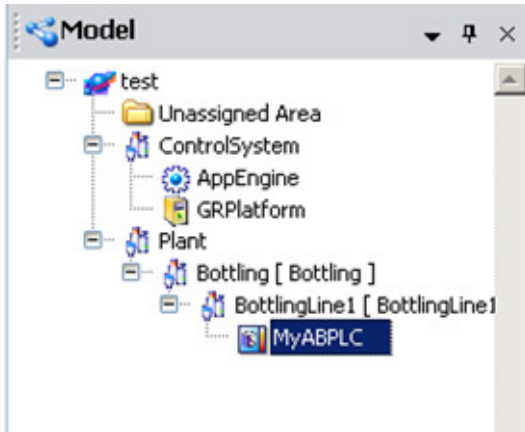 Model
test
Unassigned Area
ControlSystem
AppEngine
GRPlatform
Plant
Bottling [ Bottling ]
BottlingLine1 [ BottlingLine1
MyABPLC